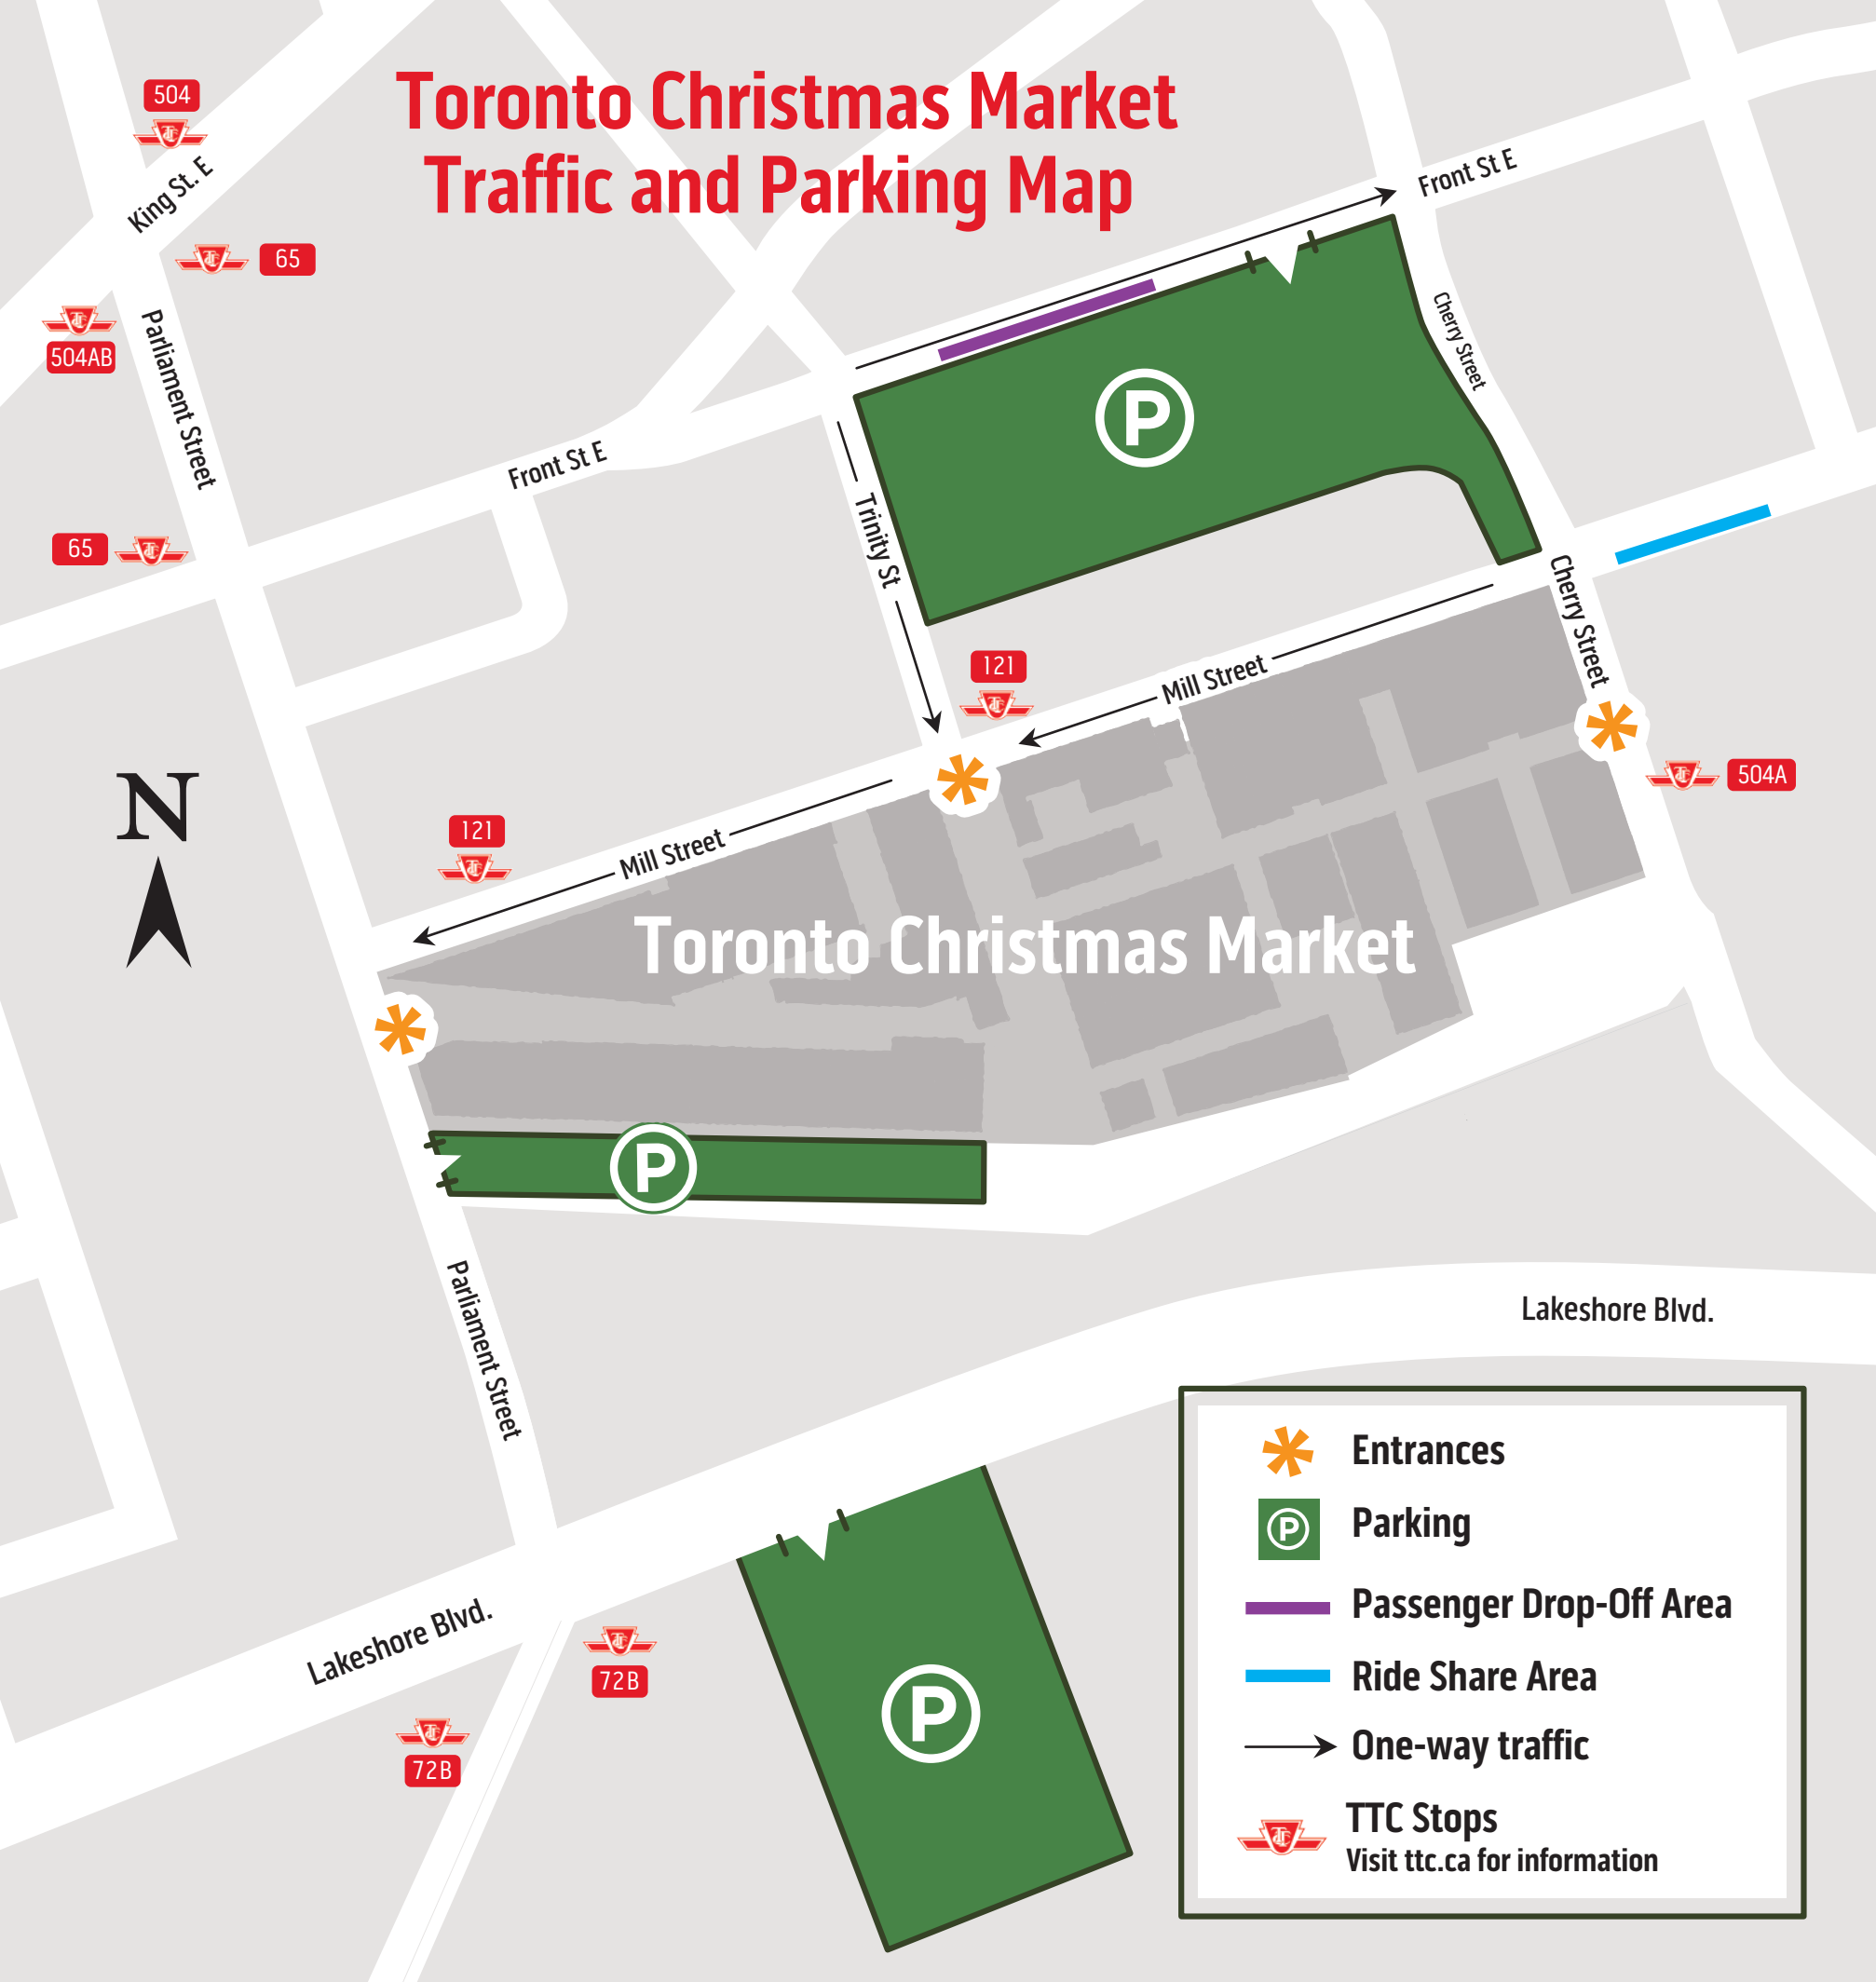 Toronto Christmas Market
Traffic and Parking Map
504
King St. E
65
504AB
Parliament Street
65
Front St E
Front St E
Cherry Street
P
Trinity St
121
Mill Street
Cherry Street
504A
N
121
Mill Street
Toronto Christmas Market
P
Parliament Street
Lakeshore Blvd.
Lakeshore Blvd.
72B
72B
P
Entrances
P
Parking
Passenger Drop-Off Area
Ride Share Area
One-way traffic
TTC
TTC Stops
Visit ttc.ca for information